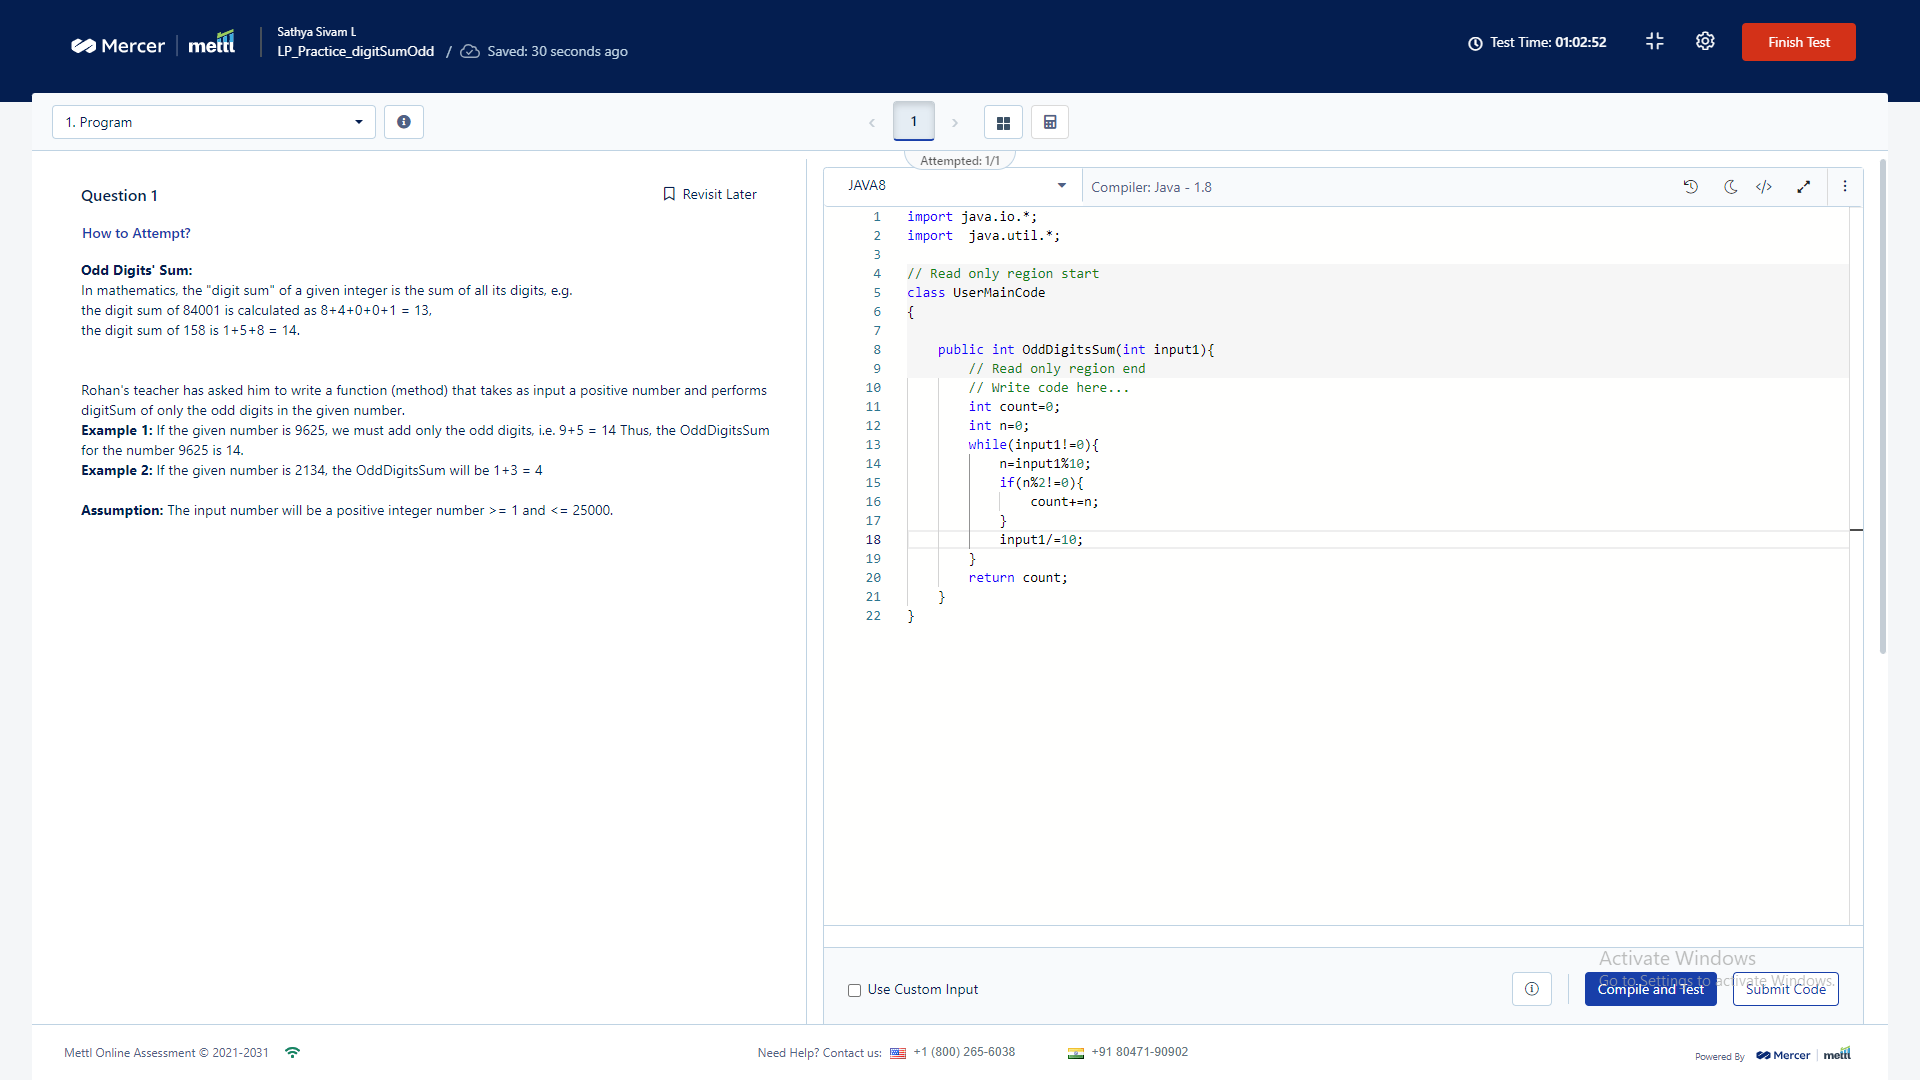 Mercer mettl
Sathya Sivam L
LP_Practice_digitSumOdd / Saved: 30 seconds ago
Test Time: 01:02:52
Finish Test
1. Program
1
Attempted: 1/1
Question 1
Revisit Later
How to Attempt?
Odd Digits' Sum:
In mathematics, the "digit sum" of a given integer is the sum of all its digits, e.g.
the digit sum of 84001 is calculated as 8+4+0+0+1 = 13,
the digit sum of 158 is 1+5+8 = 14.
Rohan's teacher has asked him to write a function (method) that takes as input a positive number and performs
digitSum of only the odd digits in the given number.
Example 1: If the given number is 9625, we must add only the odd digits, i.e. 9+5 = 14 Thus, the OddDigitsSum
for the number 9625 is 14.
Example 2: If the given number is 2134, the OddDigitsSum will be 1+3 = 4
Assumption: The input number will be a positive integer number >= 1 and <= 25000.
JAVA8
Compiler: Java - 1.8
1 import java.io.*;
2 import  java.util.*;
3
4 // Read only region start
5 class UserMainCode
6 {
7
8     public int OddDigitsSum(int input1){
9         // Read only region end
10         // Write code here...
11         int count=0;
12         int n=0;
13         while(input1!=0){
14             n=input1%10;
15             if(n%2!=0){
16                 count+=n;
17             }
18             input1/=10;
19         }
20         return count;
21     }
22 }
Activate Windows
Go to Settings to activate Windows.
Use Custom Input
Compile and Test
Submit Code
Mettl Online Assessment © 2021-2031
Need Help? Contact us: +1 (800) 265-6038
+91 80471-90902
Powered By Mercer mettl